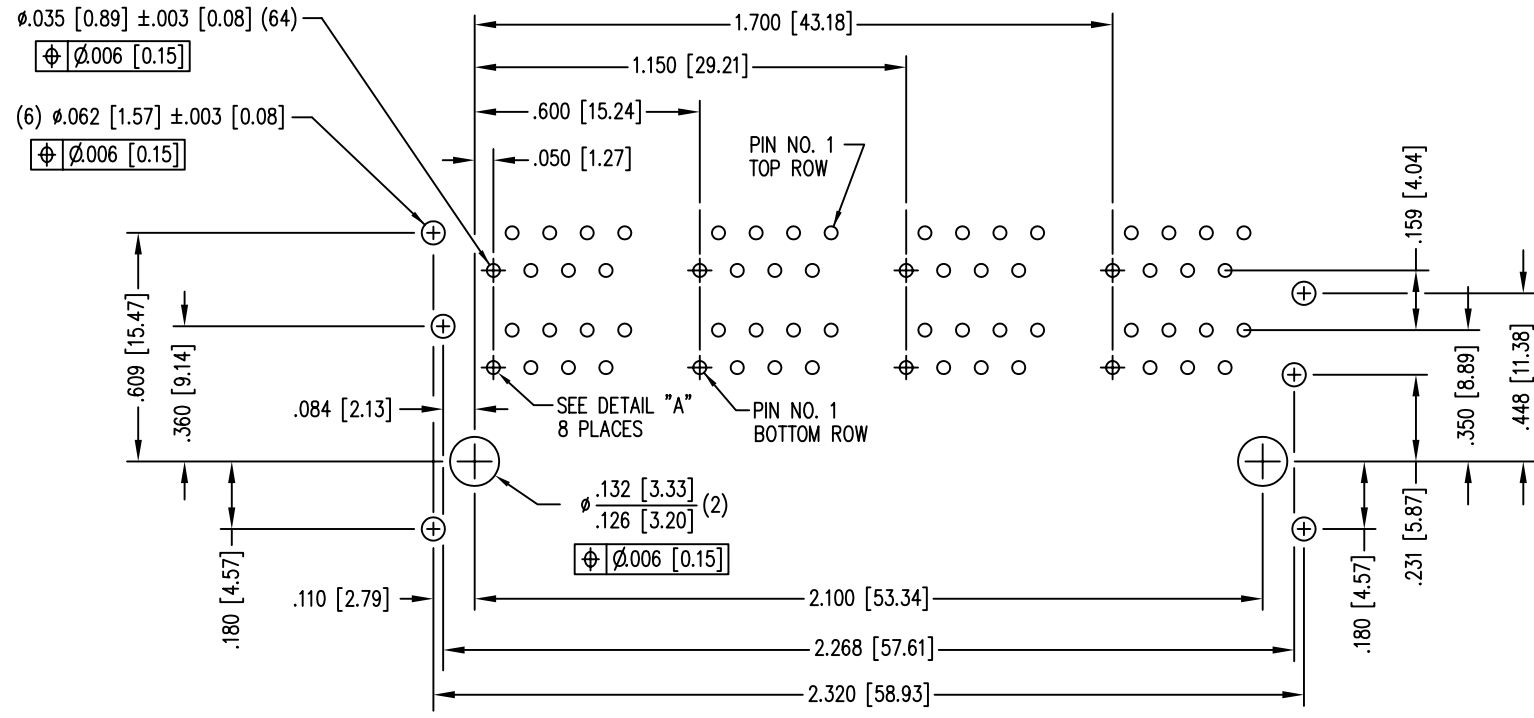 ⌀.035 [0.89] ±.003 [0.08] (64)
⌖ ⌀.006 [0.15]
(6) ⌀.062 [1.57] ±.003 [0.08]
⌖ ⌀.006 [0.15]
1.700 [43.18]
1.150 [29.21]
.600 [15.24]
.050 [1.27]
PIN NO. 1
TOP ROW
.159 [4.04]
.609 [15.47]
.360 [9.14]
.084 [2.13]
SEE DETAIL "A"
8 PLACES
PIN NO. 1
BOTTOM ROW
.350 [8.89]
.448 [11.38]
⌀ .132 [3.33]
.126 [3.20] (2)
⌖ ⌀.006 [0.15]
.231 [5.87]
.180 [4.57]
.180 [4.57]
.110 [2.79]
2.100 [53.34]
2.268 [57.61]
2.320 [58.93]